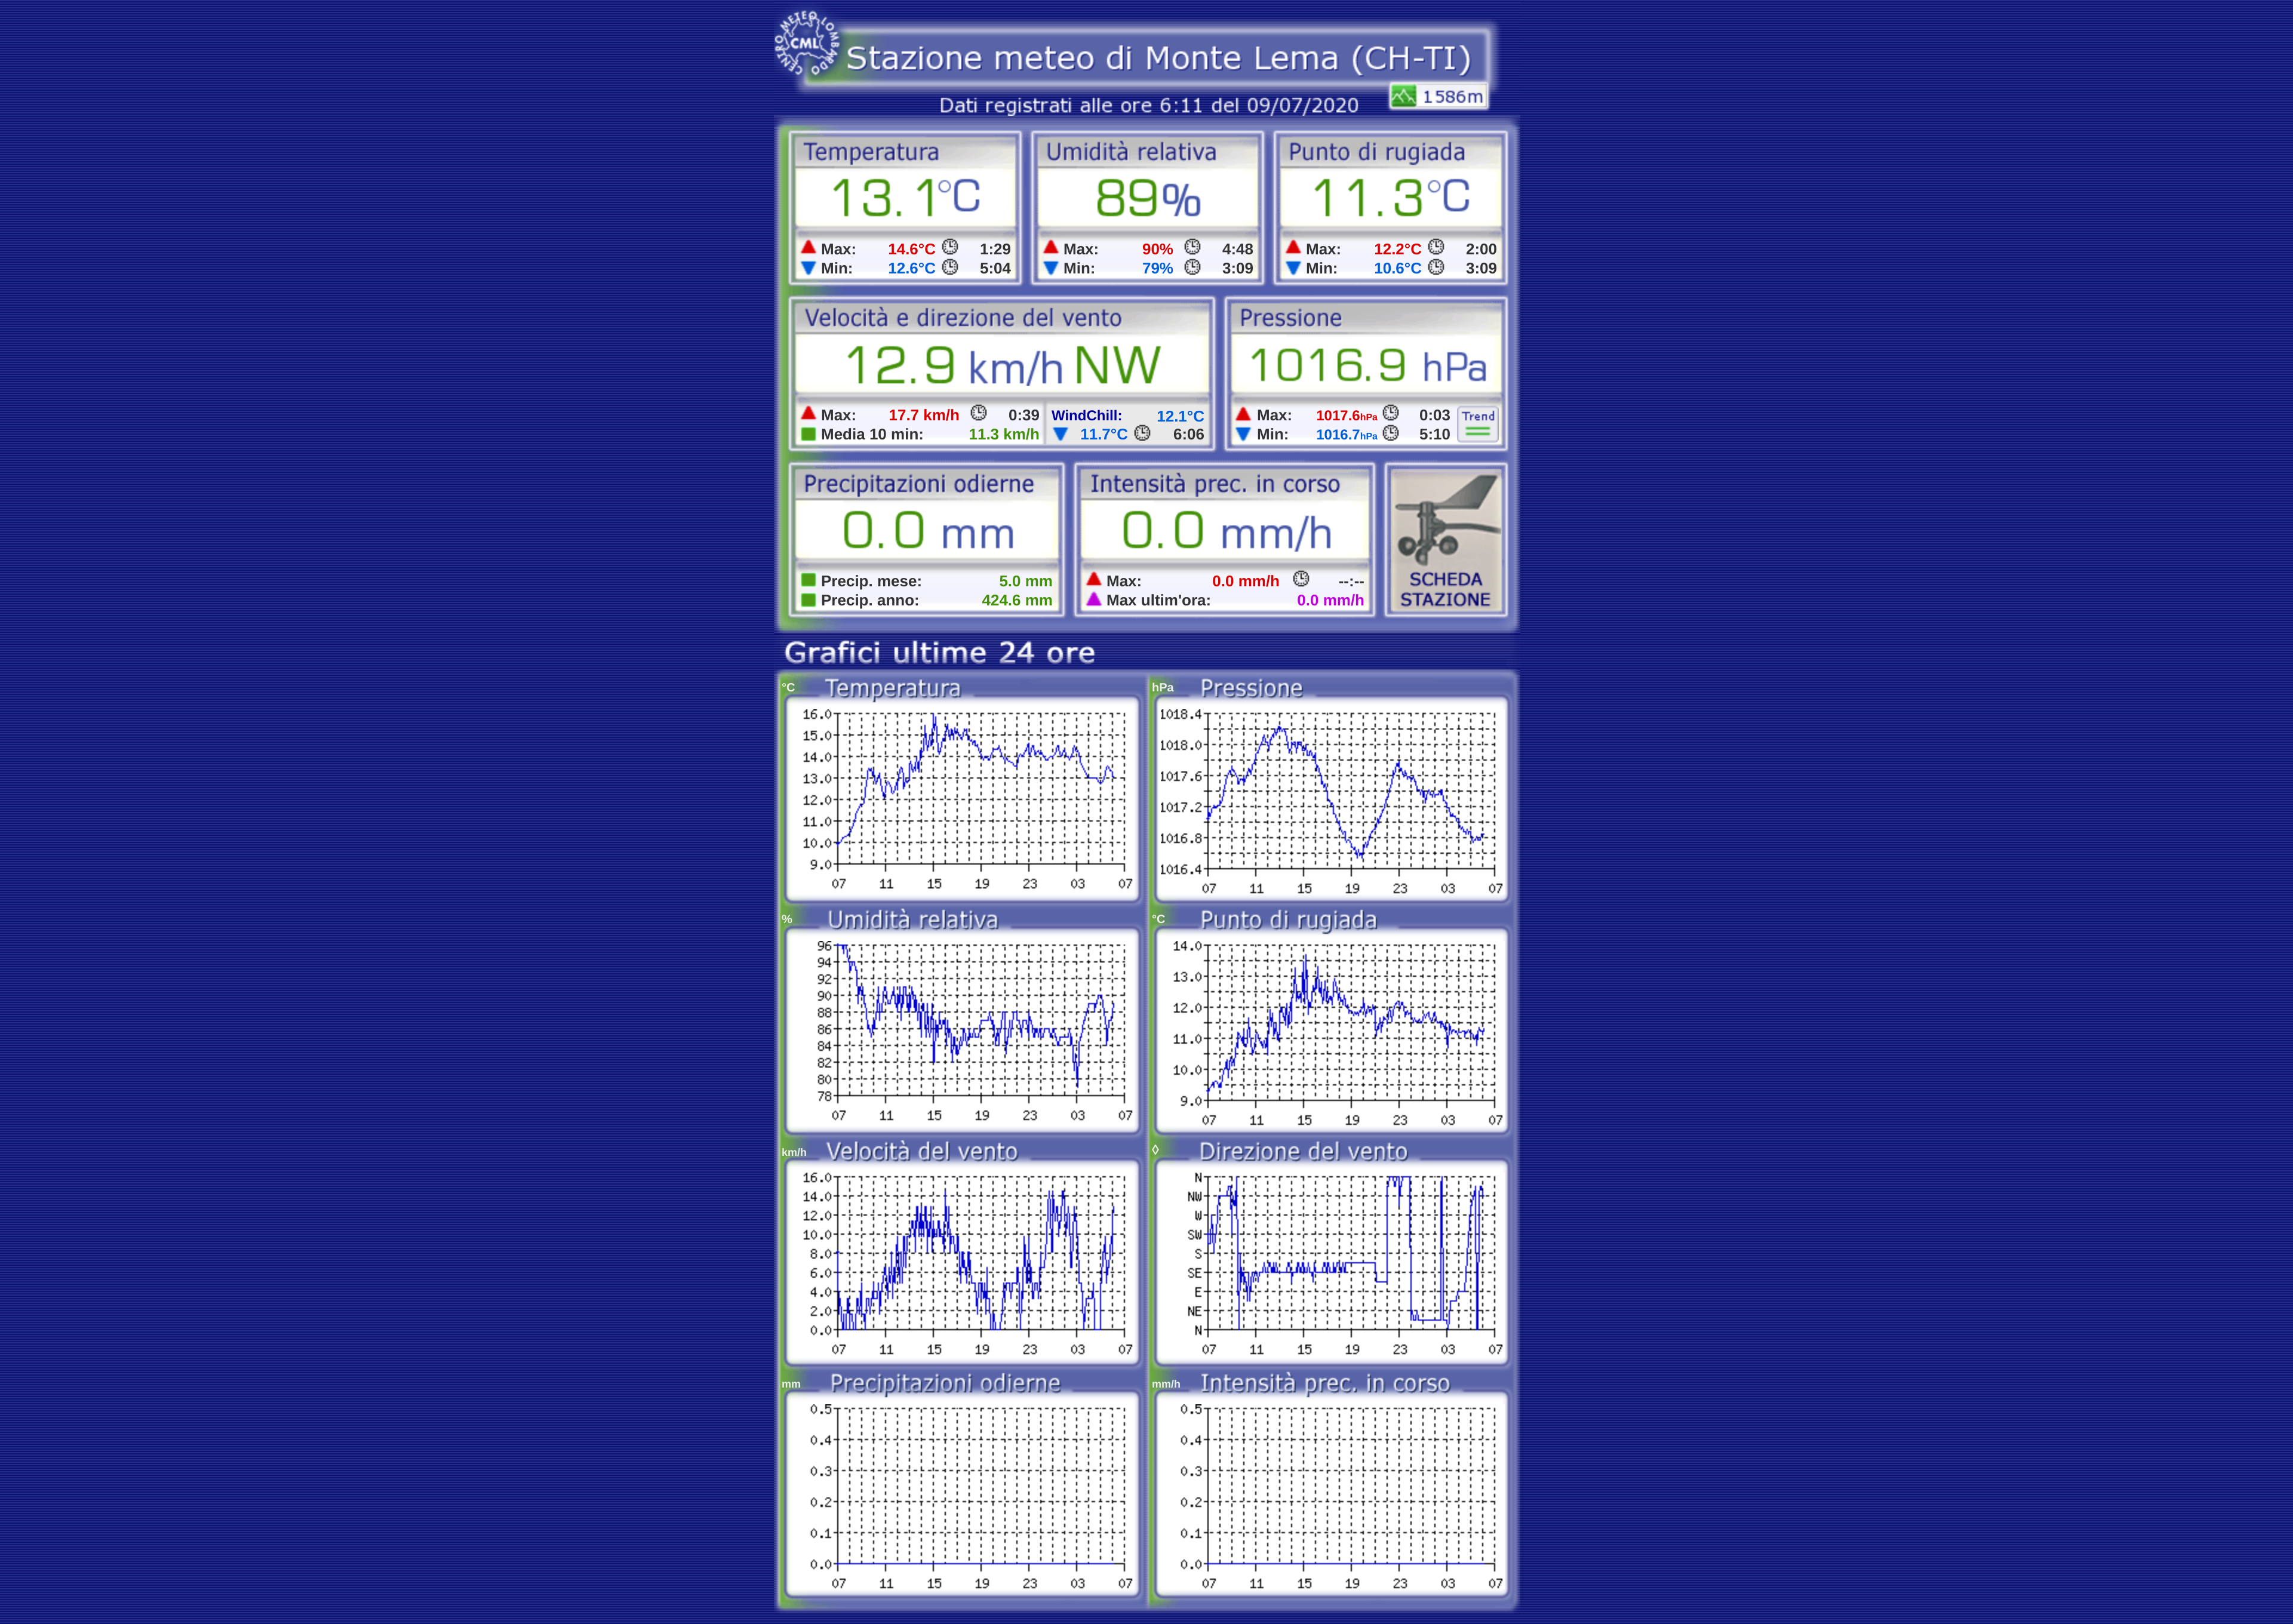 CENTRO METEO LOMBARDO
CML
Stazione meteo di Monte Lema (CH-TI)
1586m
Dati registrati alle ore 6:11 del 09/07/2020
Temperatura
13.1°C
Max: 14.6°C 1:29
Min: 12.6°C 5:04
Umidità relativa
89%
Max: 90% 4:48
Min: 79% 3:09
Punto di rugiada
11.3°C
Max: 12.2°C 2:00
Min: 10.6°C 3:09
Velocità e direzione del vento
12.9 km/h NW
Max: 17.7 km/h 0:39
Media 10 min: 11.3 km/h
WindChill: 12.1°C
11.7°C 6:06
Pressione
1016.9 hPa
Max: 1017.6hPa 0:03
Min: 1016.7hPa 5:10
Trend
Precipitazioni odierne
0.0 mm
Precip. mese: 5.0 mm
Precip. anno: 424.6 mm
Intensità prec. in corso
0.0 mm/h
Max: 0.0 mm/h --:--
Max ultim'ora: 0.0 mm/h
SCHEDA
STAZIONE
Grafici ultime 24 ore
°C Temperatura
16.0
15.0
14.0
13.0
12.0
11.0
10.0
9.0
07 11 15 19 23 03 07
hPa Pressione
1018.4
1018.0
1017.6
1017.2
1016.8
1016.4
07 11 15 19 23 03 07
% Umidità relativa
96
94
92
90
88
86
84
82
80
78
07 11 15 19 23 03 07
°C Punto di rugiada
14.0
13.0
12.0
11.0
10.0
9.0
07 11 15 19 23 03 07
km/h Velocità del vento
16.0
14.0
12.0
10.0
8.0
6.0
4.0
2.0
0.0
07 11 15 19 23 03 07
◊ Direzione del vento
N
NW
W
SW
S
SE
E
NE
N
07 11 15 19 23 03 07
mm Precipitazioni odierne
0.5
0.4
0.3
0.2
0.1
0.0
07 11 15 19 23 03 07
mm/h Intensità prec. in corso
0.5
0.4
0.3
0.2
0.1
0.0
07 11 15 19 23 03 07